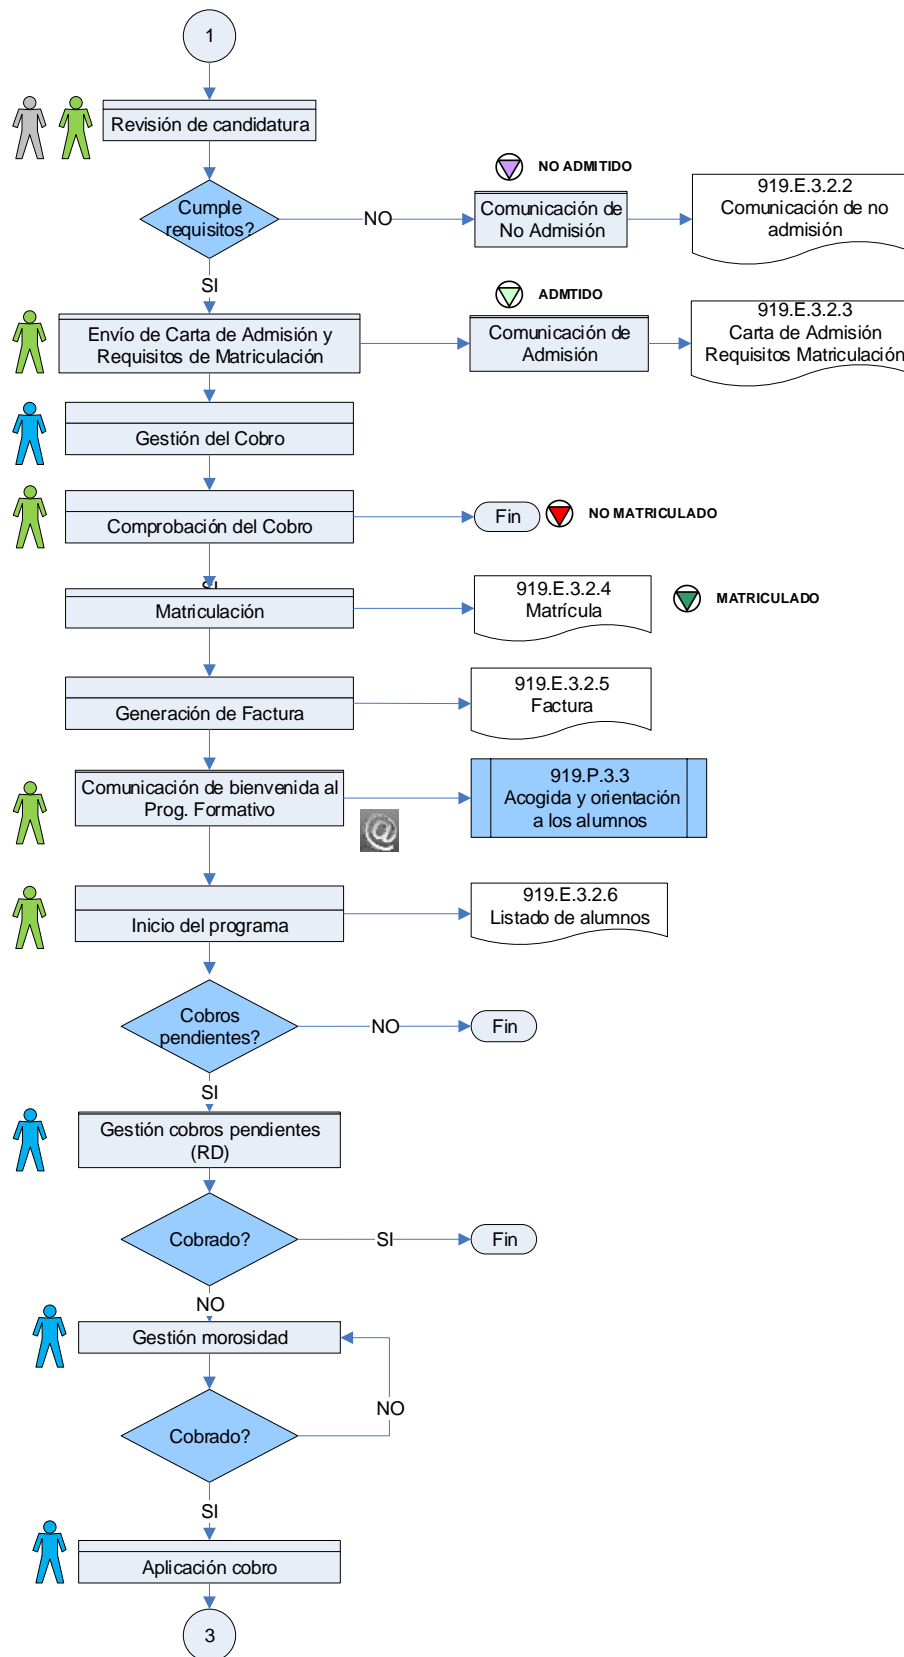 1
Revisión de candidatura
NO ADMITIDO
Cumple
requisitos?
NO
Comunicación de
No Admisión
919.E.3.2.2
Comunicación de no
admisión
SI
ADMTIDO
Envío de Carta de Admisión y
Requisitos de Matriculación
Comunicación de
Admisión
919.E.3.2.3
Carta de Admisión
Requisitos Matriculación
Gestión del Cobro
Comprobación del Cobro
Fin
NO MATRICULADO
SI
Matriculación
919.E.3.2.4
Matrícula
MATRICULADO
Generación de Factura
919.E.3.2.5
Factura
Comunicación de bienvenida al
Prog. Formativo
@
919.P.3.3
Acogida y orientación
a los alumnos
Inicio del programa
919.E.3.2.6
Listado de alumnos
Cobros
pendientes?
NO
Fin
SI
Gestión cobros pendientes
(RD)
Cobrado?
SI
Fin
NO
Gestión morosidad
NO
Cobrado?
SI
Aplicación cobro
3